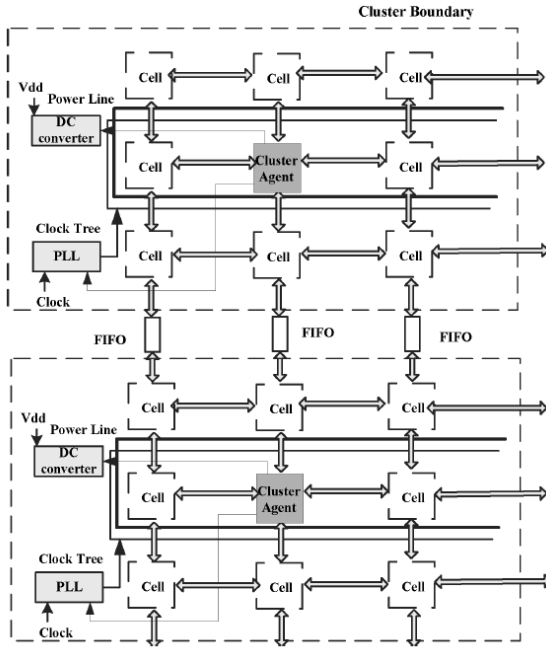 Cluster Boundary
Cell Cell Cell
Vdd
Power Line
DC
converter
Cell
Cluster
Agent
Cell
Clock Tree
PLL
Cell Cell Cell
Clock
FIFO FIFO FIFO
Cell Cell Cell
Vdd
Power Line
DC
converter
Cell
Cluster
Agent
Cell
Clock Tree
PLL
Cell Cell Cell
Clock